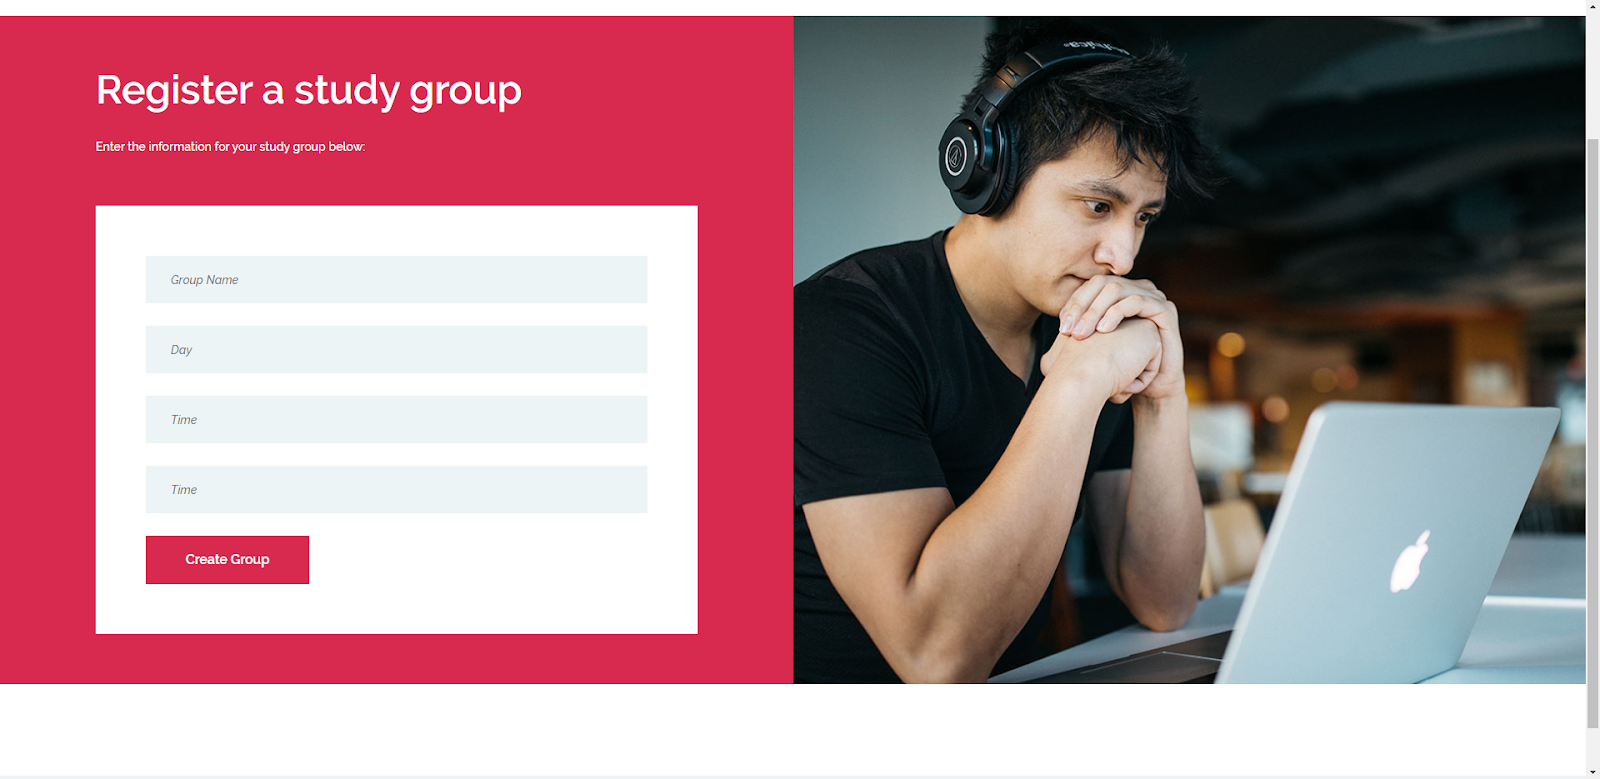 Register a study group
Enter the information for your study group below:
Group Name
Day
Time
Time
Create Group